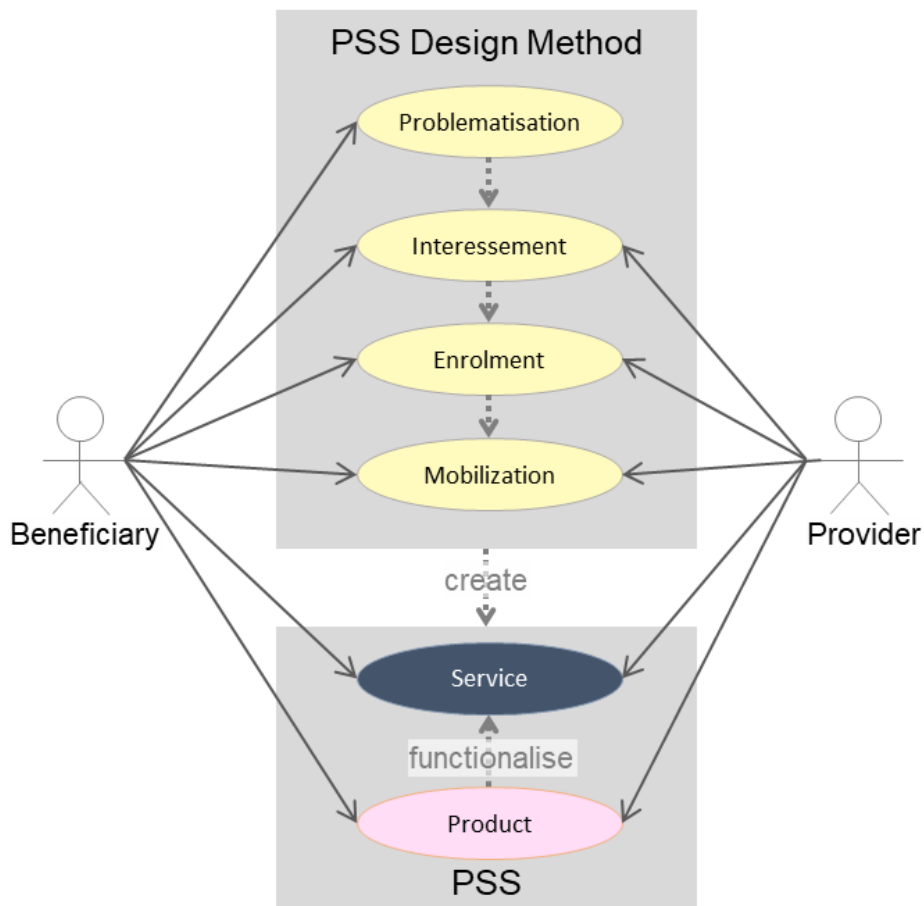 PSS Design Method
Problematisation
Interessement
Enrolment
Mobilization
Beneficiary
Provider
create
Service
functionalise
Product
PSS